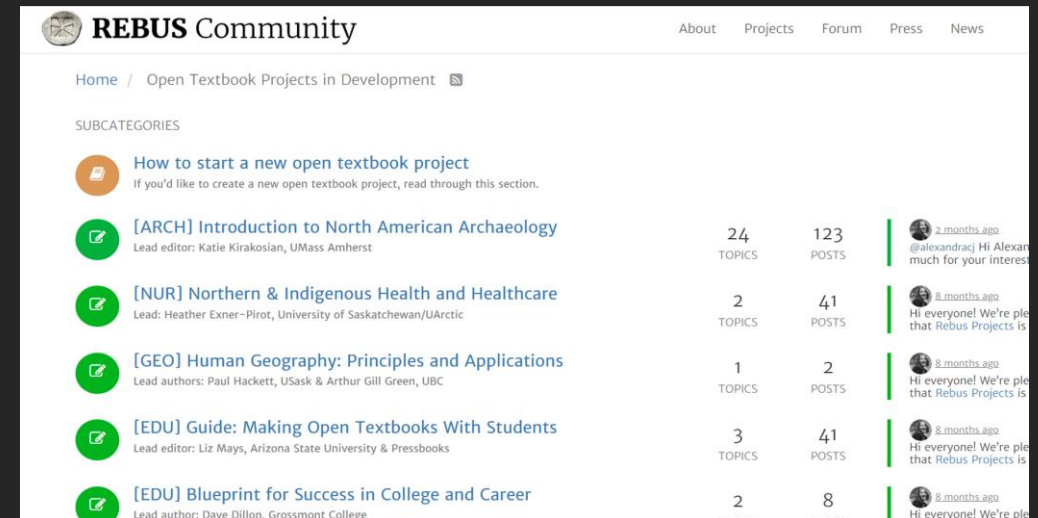 REBUS Community
About Projects Forum Press News
Home / Open Textbook Projects in Development
SUBCATEGORIES
How to start a new open textbook project
If you'd like to create a new open textbook project, read through this section.
[ARCH] Introduction to North American Archaeology
Lead editor: Katie Kirakosian, UMass Amherst
24 TOPICS
123 POSTS
2 months ago
@alexandracj Hi Alexan
much for your interest
[NUR] Northern & Indigenous Health and Healthcare
Lead: Heather Exner-Pirot, University of Saskatchewan/UArctic
2 TOPICS
41 POSTS
8 months ago
Hi everyone! We're ple
that Rebus Projects is
[GEO] Human Geography: Principles and Applications
Lead authors: Paul Hackett, USask & Arthur Gill Green, UBC
1 TOPICS
2 POSTS
8 months ago
Hi everyone! We're ple
that Rebus Projects is
[EDU] Guide: Making Open Textbooks With Students
Lead editor: Liz Mays, Arizona State University & Pressbooks
3 TOPICS
41 POSTS
8 months ago
Hi everyone! We're ple
that Rebus Projects is
[EDU] Blueprint for Success in College and Career
Lead author: Dave Dillon, Grossmont College
2
8
8 months ago
Hi everyone! We're ple